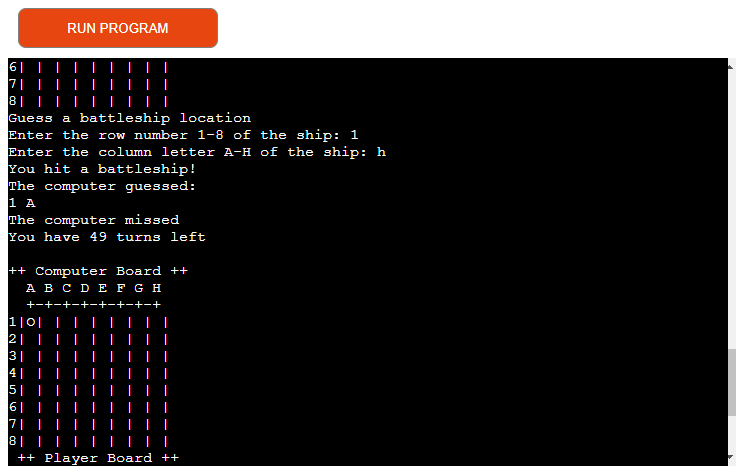 RUN PROGRAM
6| | | | | | | | |
7| | | | | | | | |
8| | | | | | | | |
Guess a battleship location
Enter the row number 1-8 of the ship: 1
Enter the column letter A-H of the ship: h
You hit a battleship!
The computer guessed:
1 A
The computer missed
You have 49 turns left
++ Computer Board ++
  A B C D E F G H
  +-+-+-+-+-+-+-+
1|O| | | | | | | |
2| | | | | | | | |
3| | | | | | | | |
4| | | | | | | | |
5| | | | | | | | |
6| | | | | | | | |
7| | | | | | | | |
8| | | | | | | | |
 ++ Player Board ++